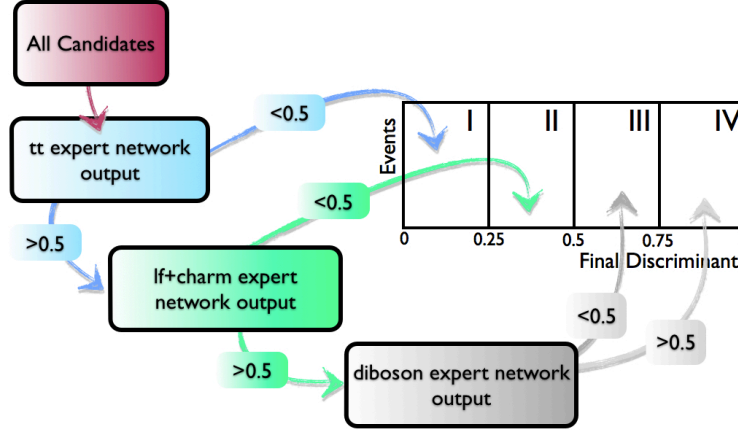 All Candidates
<0.5
tt expert network
output
>0.5
<0.5
lf+charm expert
network output
>0.5
diboson expert network
output
<0.5
>0.5
Events
I
II
III
IV
0
0.25
0.5
0.75
Final Discriminant